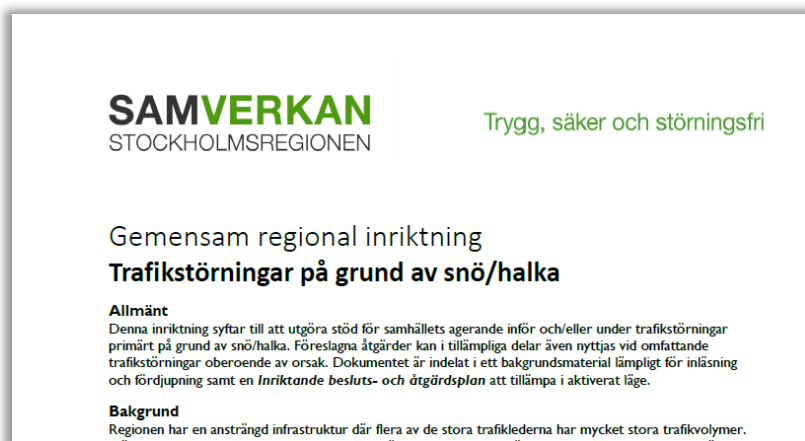 SAMVERKAN
STOCKHOLMSREGIONEN
Trygg, säker och störningsfri
Gemensam regional inriktning
Trafikstörningar på grund av snö/halka
Allmänt
Denna inriktning syftar till att utgöra stöd för samhällets agerande inför och/eller under trafikstörningar
primärt på grund av snö/halka. Föreslagna åtgärder kan i tillämpliga delar även nyttjas vid omfattande
trafikstörningar oberoende av orsak. Dokumentet är indelat i ett bakgrundsmaterial lämpligt för inläsning
och fördjupning samt en Inriktande besluts- och åtgärdsplan att tillämpa i aktiverat läge.
Bakgrund
Regionen har en ansträngd infrastruktur där flera av de stora trafiklederna har mycket stora trafikvolymer.